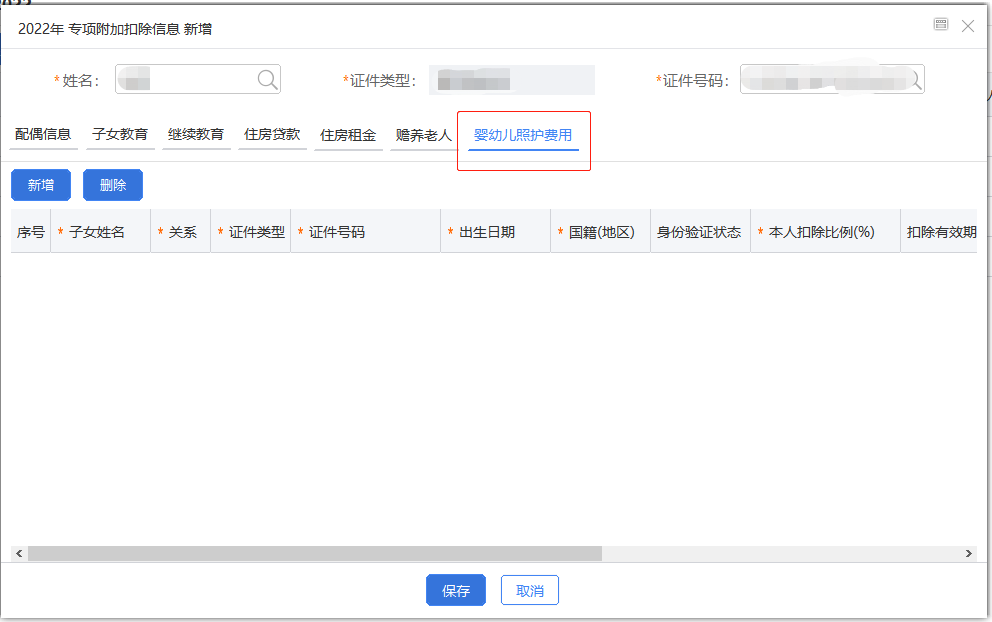 2022年 专项附加扣除信息 新增
*姓名： *证件类型： *证件号码：
配偶信息 子女教育 继续教育 住房贷款 住房租金 赡养老人 婴幼儿照护费用
新增 删除
序号 * 子女姓名 * 关系 * 证件类型 * 证件号码 * 出生日期 * 国籍(地区) 身份验证状态 * 本人扣除比例(%) 扣除有效期
保存 取消